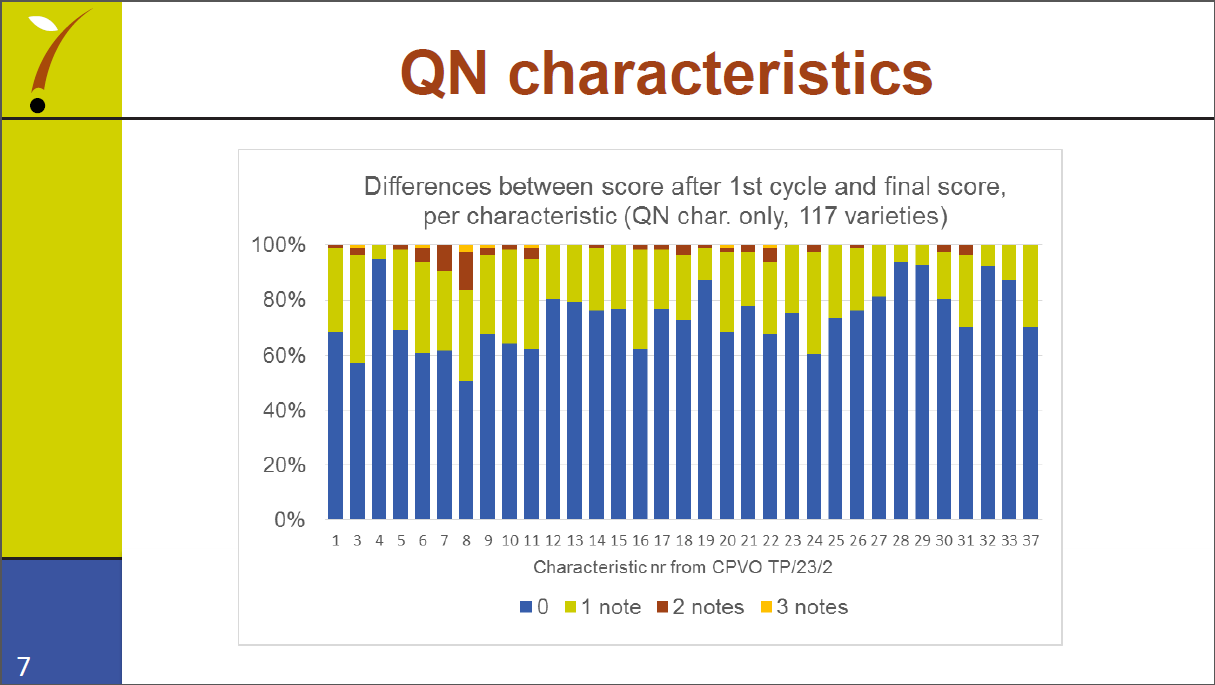 QN characteristics
Differences between score after 1st cycle and final score,
per characteristic (QN char. only, 117 varieties)
100%
80%
60%
40%
20%
0%
1 3 4 5 6 7 8 9 10 11 12 13 14 15 16 17 18 19 20 21 22 23 24 25 26 27 28 29 30 31 32 33 37
Characteristic nr from CPVO TP/23/2
0 1 note 2 notes 3 notes
7